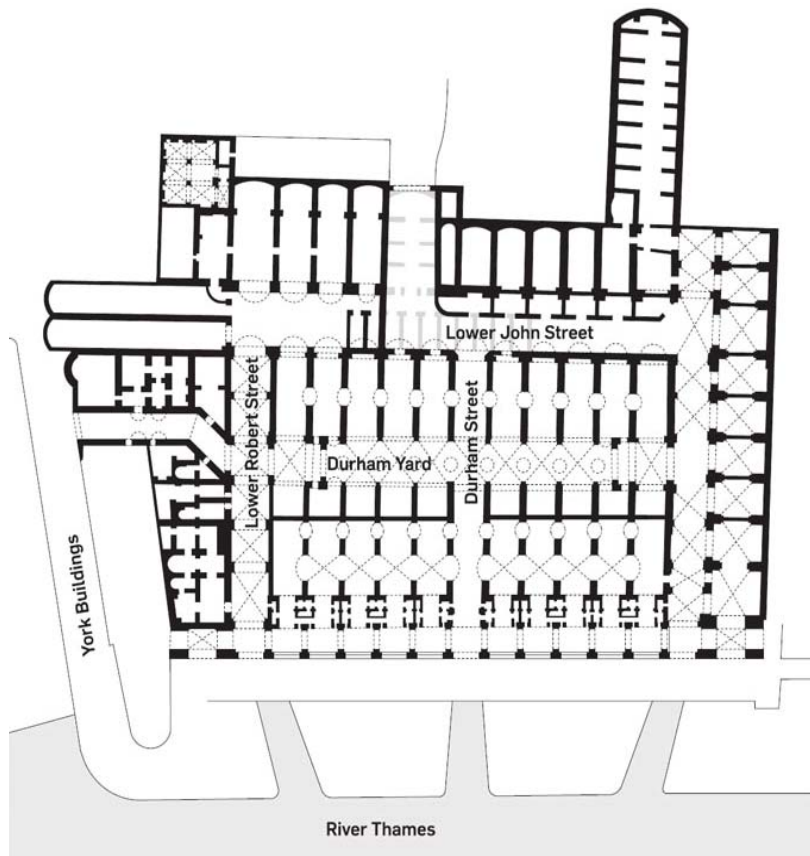 Lower John Street
Lower Robert Street
Durham Street
Durham Yard
York Buildings
River Thames